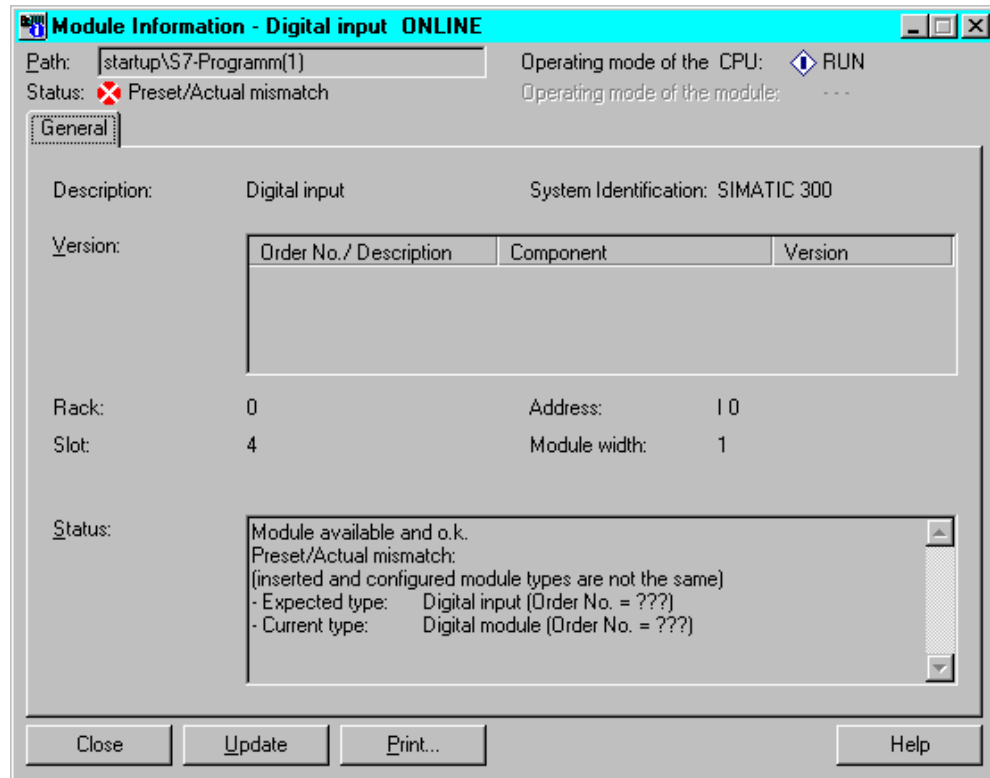 Module Information - Digital input ONLINE
Path: startup\S7-Programm(1) Operating mode of the CPU: RUN
Status: Preset/Actual mismatch Operating mode of the module: - - -
General
Description: Digital input System Identification: SIMATIC 300
Version: Order No./ Description Component Version
Rack: 0 Address: I 0
Slot: 4 Module width: 1
Status: Module available and o.k.
Preset/Actual mismatch:
(inserted and configured module types are not the same)
- Expected type: Digital input (Order No. = ???)
- Current type: Digital module (Order No. = ???)
Close Update Print... Help